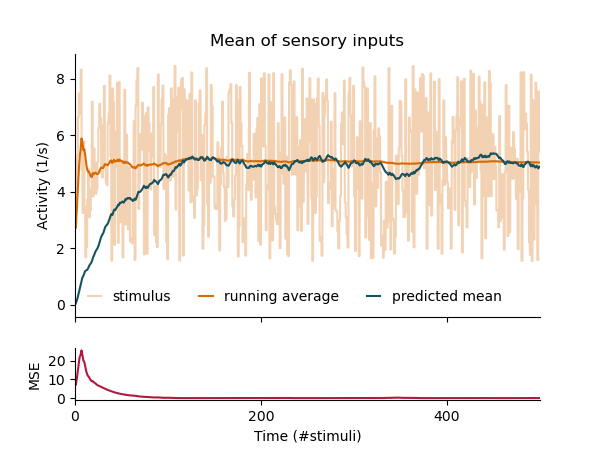 Mean of sensory inputs
Activity (1/s)
8
6
4
2
0
stimulus running average predicted mean
MSE
20
10
0
0 200 400
Time (#stimuli)